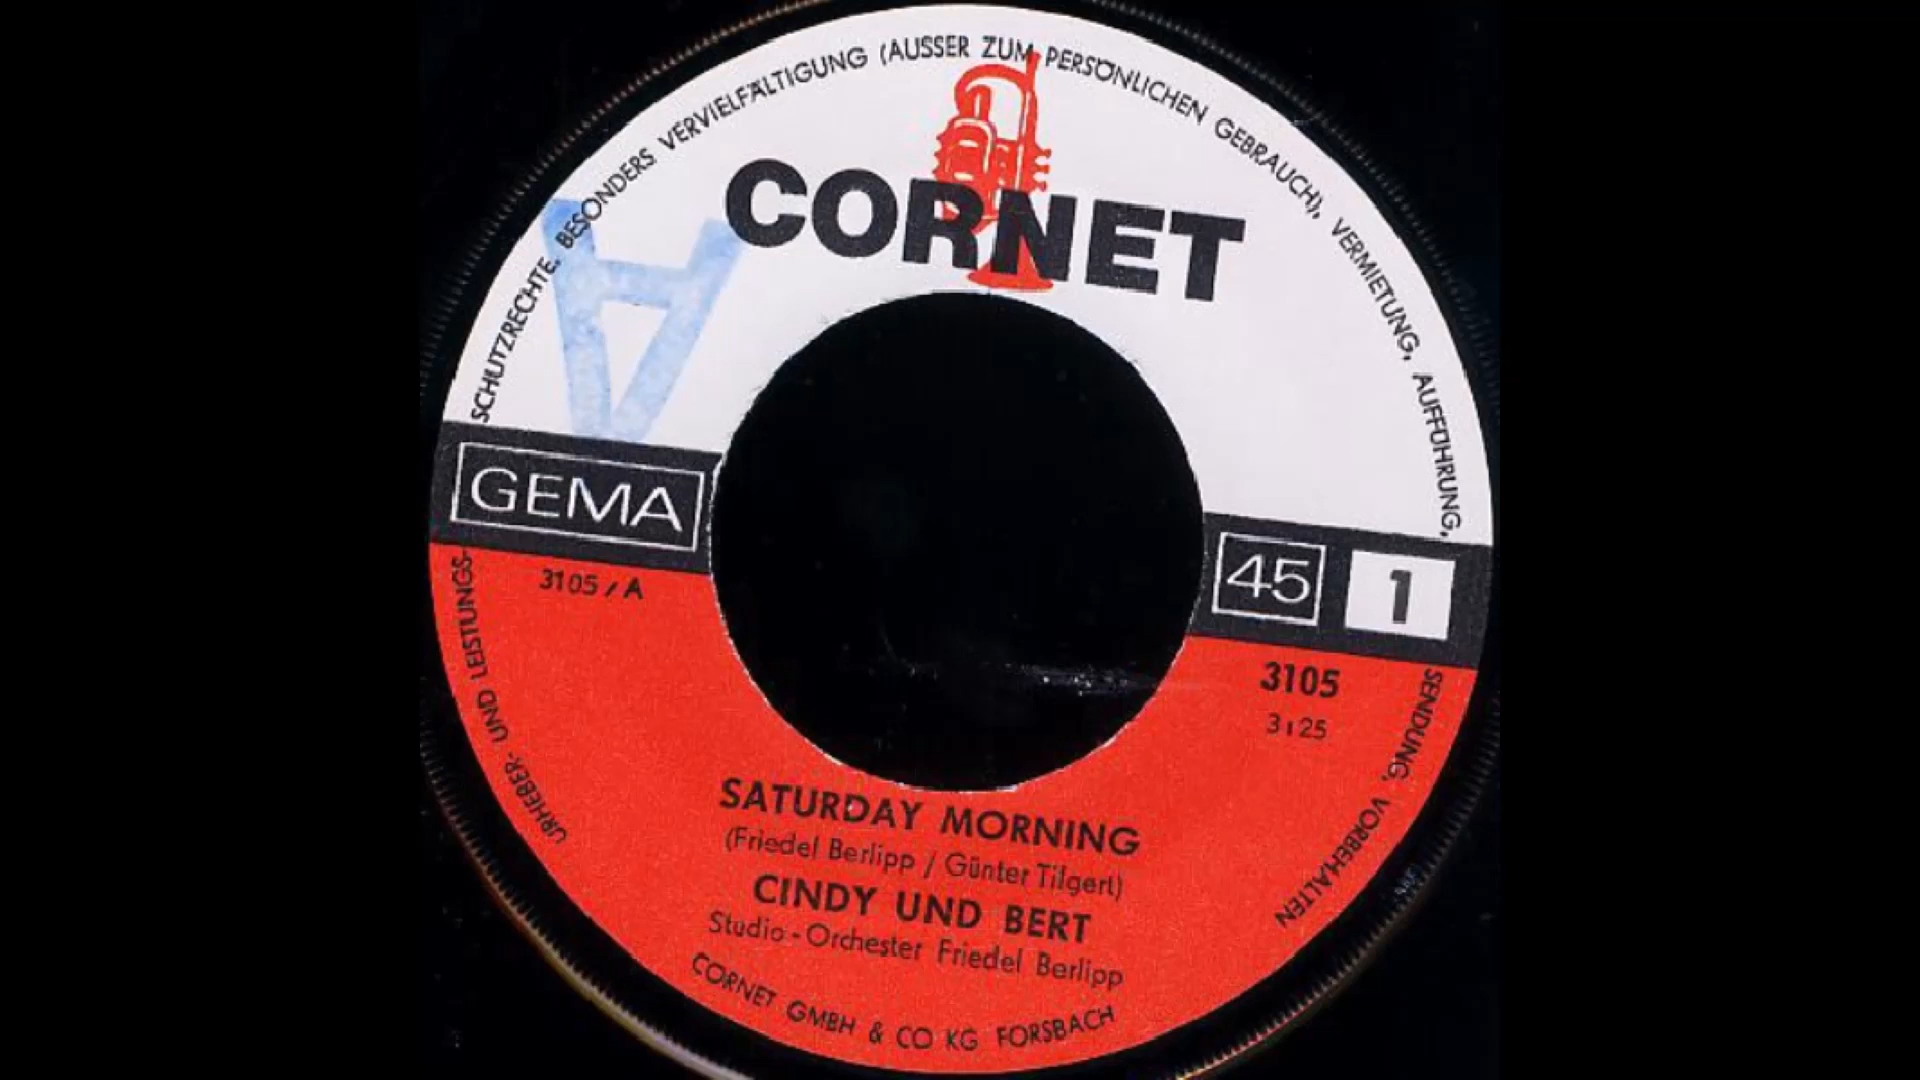 SCHUTZRECHTE, BESONDERS VERVIELFÄLTIGUNG (AUSSER ZUM PERSÖNLICHEN GEBRAUCH), VERMIETUNG, AUFFÜHRUNG,
CORNET
A
GEMA
45
1
3105/A
3105
3:25
SATURDAY MORNING
(Friedel Berlipp / Günter Tilgert)
CINDY UND BERT
Studio-Orchester Friedel Berlipp
CORNET GMBH & CO KG FORSBACH
URHEBER- UND LEISTUNGS-
SENDUNG, VORBEHALTEN